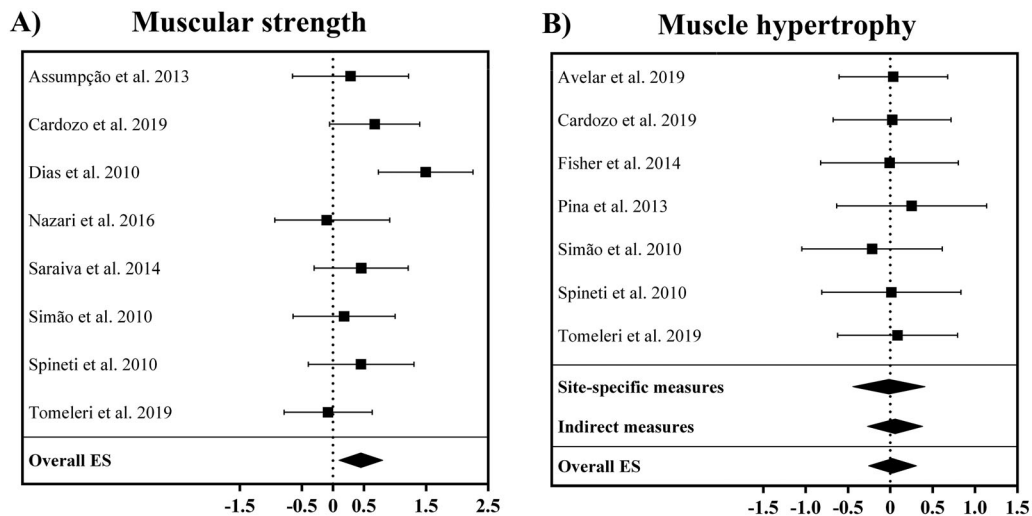 A) Muscular strength
Assumpção et al. 2013
Cardozo et al. 2019
Dias et al. 2010
Nazari et al. 2016
Saraiva et al. 2014
Simão et al. 2010
Spineti et al. 2010
Tomeleri et al. 2019
Overall ES
-1.5 -0.5 0 0.5 1.5 2.5
B) Muscle hypertrophy
Avelar et al. 2019
Cardozo et al. 2019
Fisher et al. 2014
Pina et al. 2013
Simão et al. 2010
Spineti et al. 2010
Tomeleri et al. 2019
Site-specific measures
Indirect measures
Overall ES
-1.5 -1.0 -0.5 0 0.5 1.0 1.5